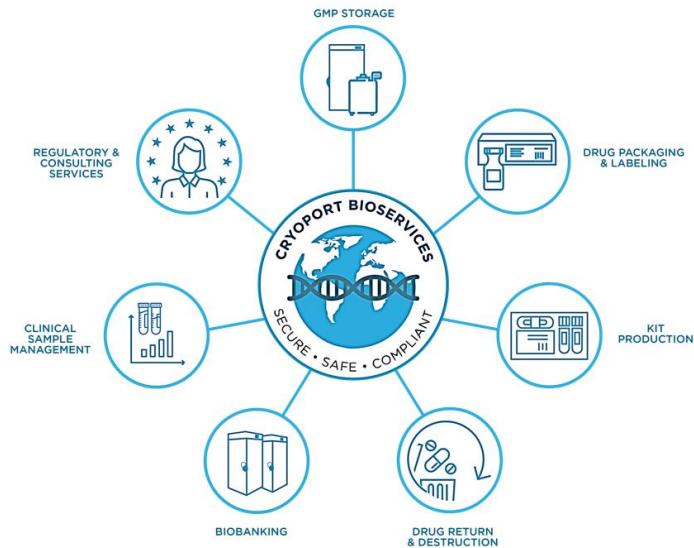 GMP STORAGE
REGULATORY &
CONSULTING
SERVICES
DRUG PACKAGING
& LABELING
CRYOPORT BIOSERVICES
SECURE • SAFE • COMPLIANT
CLINICAL
SAMPLE
MANAGEMENT
KIT
PRODUCTION
BIOBANKING
DRUG RETURN
& DESTRUCTION